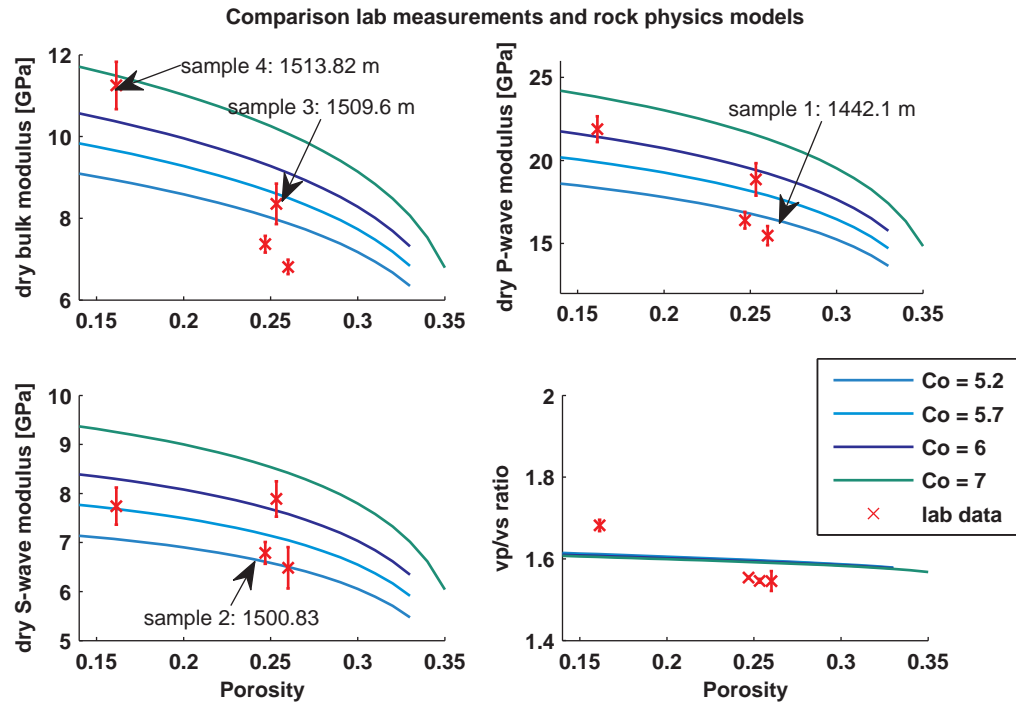 Comparison lab measurements and rock physics models
dry bulk modulus [GPa]
12
10
8
6
0.15
0.2
0.25
0.3
0.35
sample 4: 1513.82 m
sample 3: 1509.6 m
dry P-wave modulus [GPa]
25
20
15
0.15
0.2
0.25
0.3
0.35
sample 1: 1442.1 m
dry S-wave modulus [GPa]
10
9
8
7
6
5
0.15
0.2
0.25
0.3
0.35
Porosity
sample 2: 1500.83
vp/vs ratio
2
1.8
1.6
1.4
0.15
0.2
0.25
0.3
0.35
Porosity
Co = 5.2
Co = 5.7
Co = 6
Co = 7
lab data